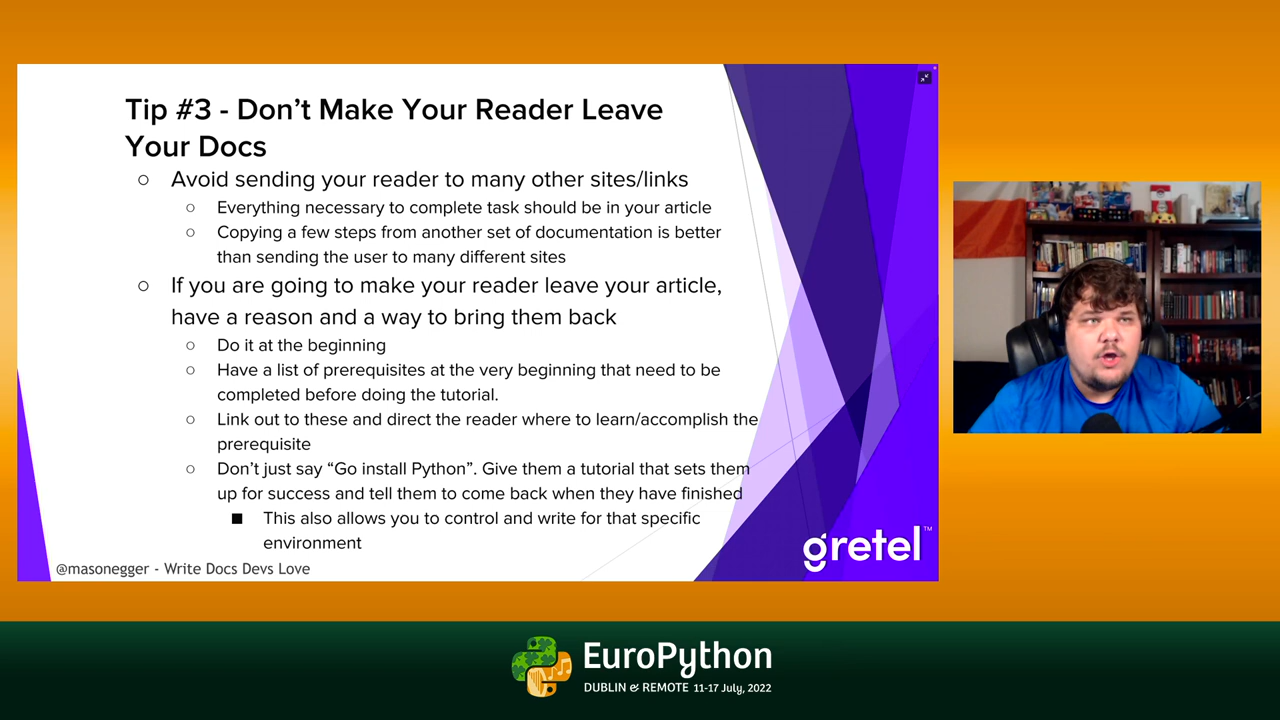 Tip #3 - Don’t Make Your Reader Leave
Your Docs
○ Avoid sending your reader to many other sites/links
○ Everything necessary to complete task should be in your article
○ Copying a few steps from another set of documentation is better
than sending the user to many different sites
○ If you are going to make your reader leave your article,
have a reason and a way to bring them back
○ Do it at the beginning
○ Have a list of prerequisites at the very beginning that need to be
completed before doing the tutorial.
○ Link out to these and direct the reader where to learn/accomplish the
prerequisite
○ Don’t just say “Go install Python”. Give them a tutorial that sets them
up for success and tell them to come back when they have finished
■ This also allows you to control and write for that specific
environment
@masonegger - Write Docs Devs Love
gretel™
EuroPython
DUBLIN & REMOTE 11-17 July, 2022